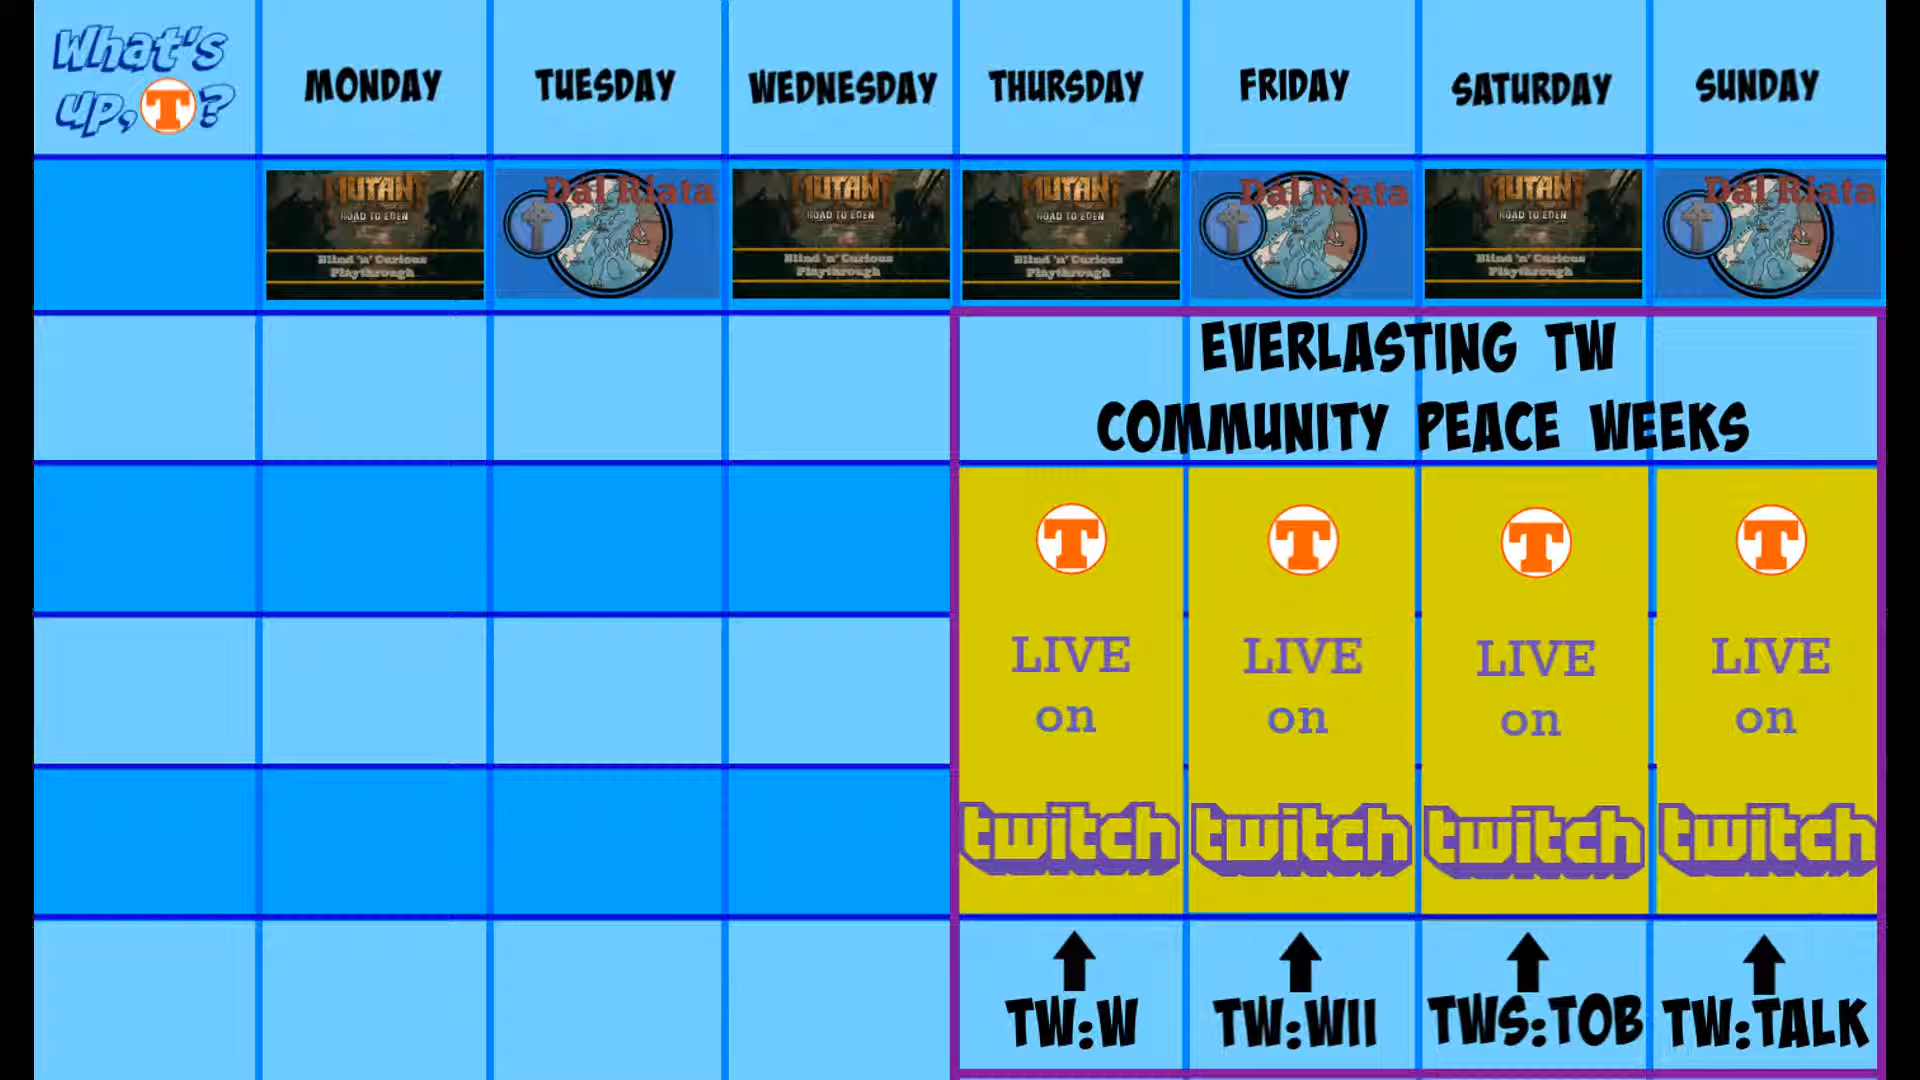 What's
up, T?
MONDAY TUESDAY WEDNESDAY THURSDAY FRIDAY SATURDAY SUNDAY
MUTANT
ROAD TO EDEN
Blind 'n' Curious
Playthrough
Dal Riata
MUTANT
ROAD TO EDEN
Blind 'n' Curious
Playthrough
MUTANT
ROAD TO EDEN
Blind 'n' Curious
Playthrough
Dal Riata
MUTANT
ROAD TO EDEN
Blind 'n' Curious
Playthrough
Dal Riata
EVERLASTING TW
COMMUNITY PEACE WEEKS
T T T T
LIVE LIVE LIVE LIVE
on on on on
twitch twitch twitch twitch
TW:W TW:WII TWS:TOB TW:TALK